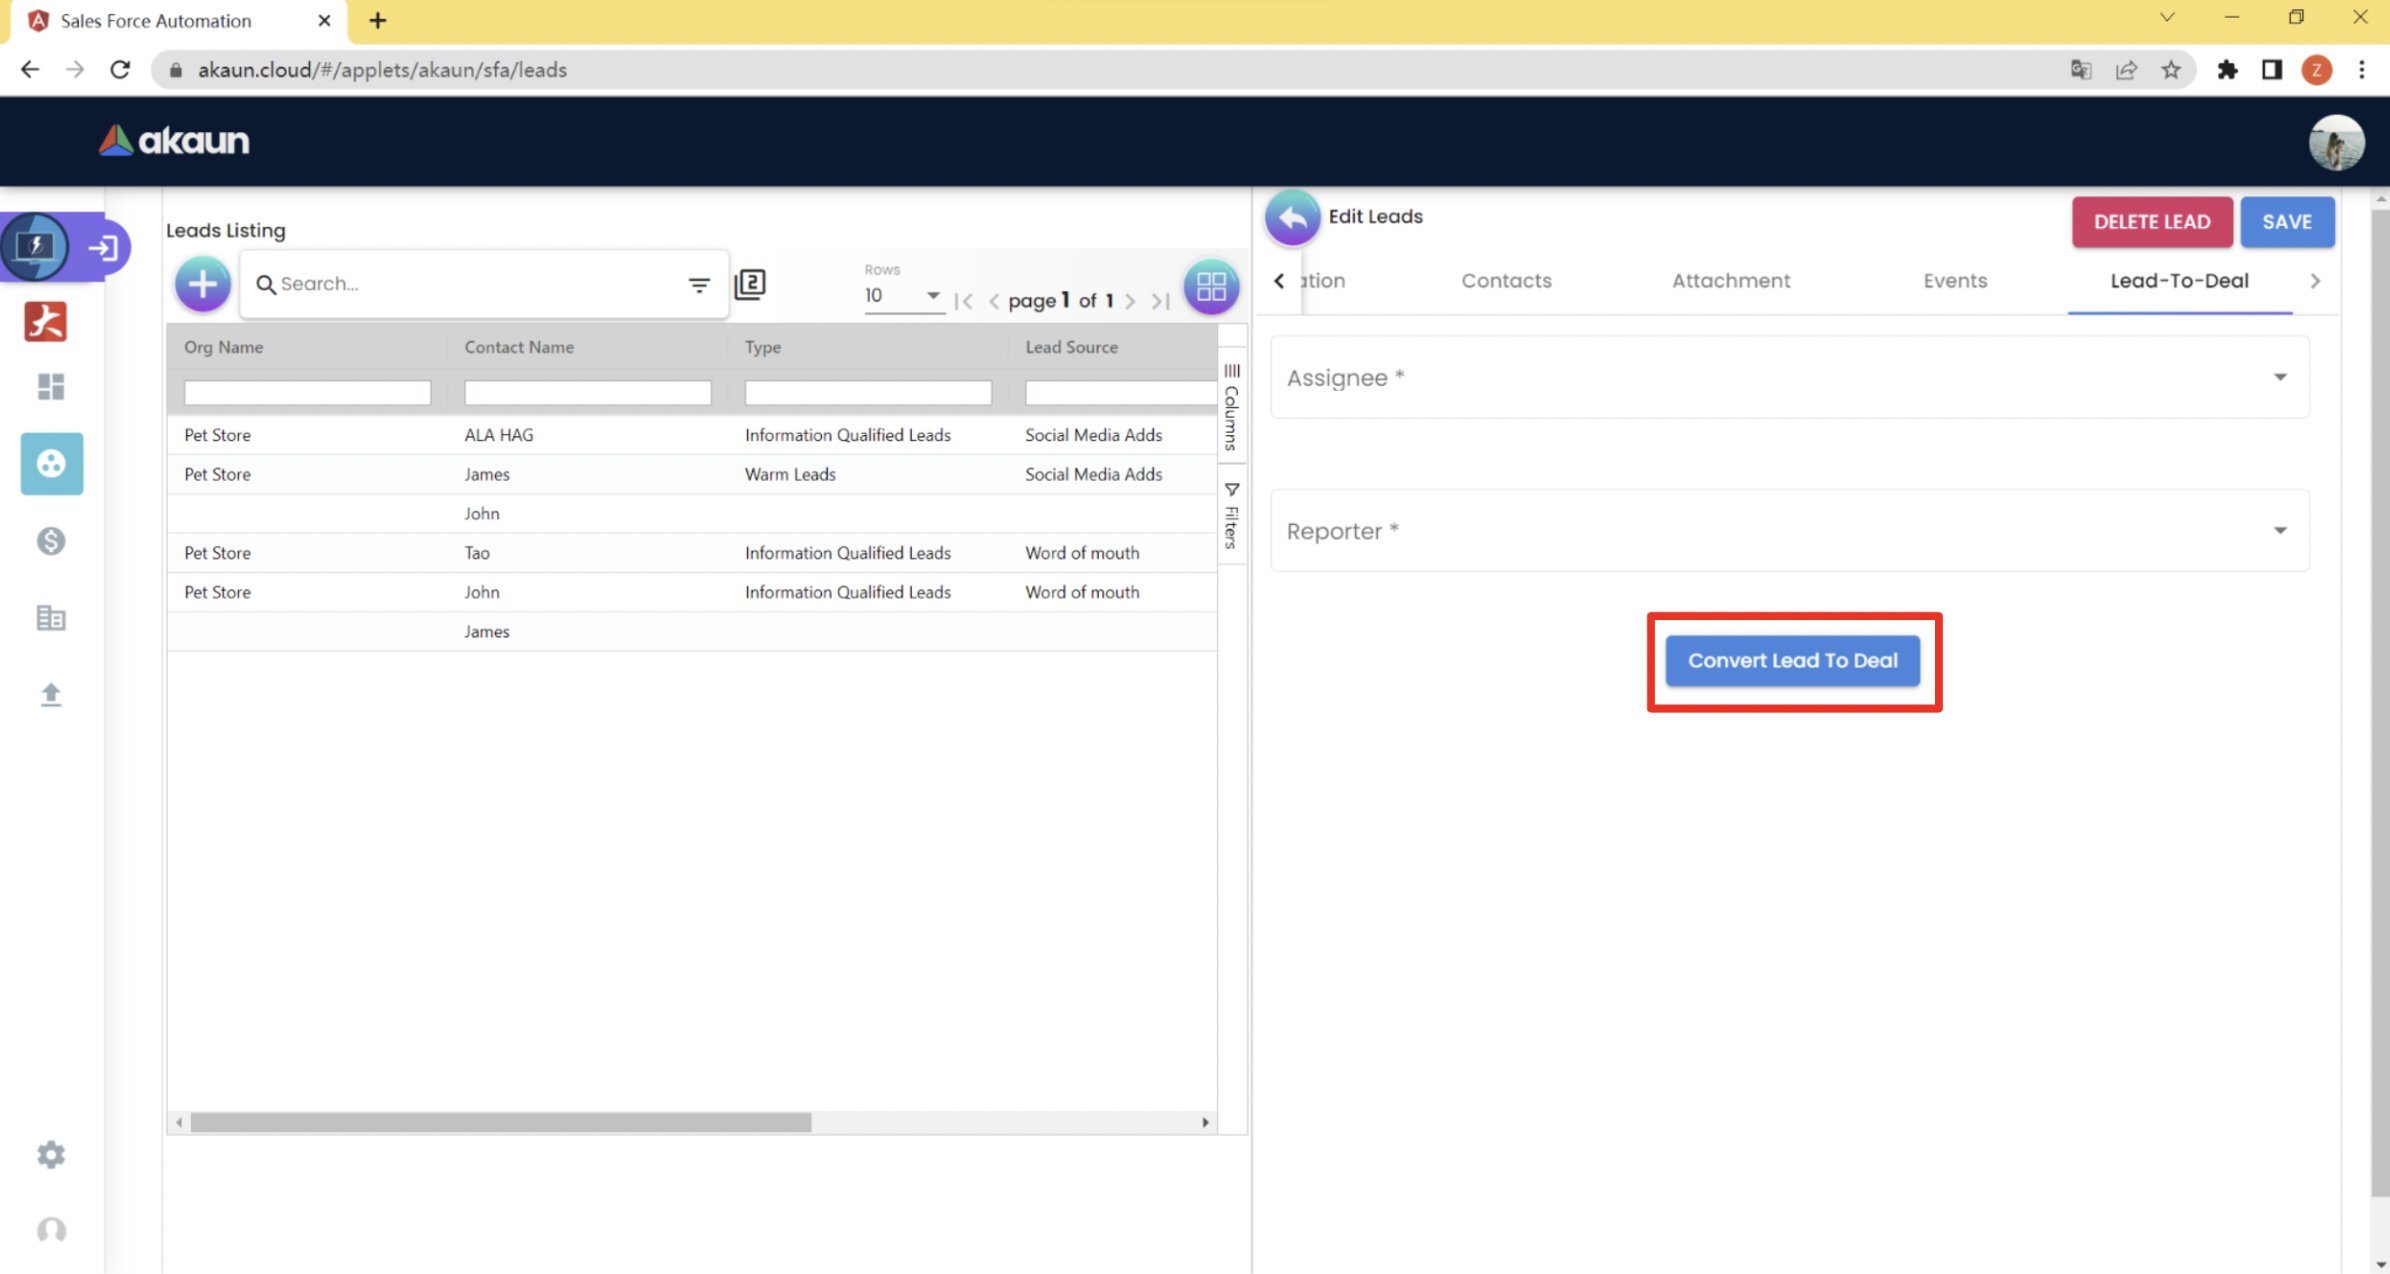 Sales Force Automation
akaun.cloud/#/applets/akaun/sfa/leads
Z
akaun
Leads Listing
Search...
2
Rows
10
page 1 of 1
Org Name Contact Name Type Lead Source
Pet Store ALA HAG Information Qualified Leads Social Media Adds
Pet Store James Warm Leads Social Media Adds
John
Pet Store Tao Information Qualified Leads Word of mouth
Pet Store John Information Qualified Leads Word of mouth
James
Columns
Filters
Edit Leads
DELETE LEAD SAVE
ation Contacts Attachment Events Lead-To-Deal
Assignee *
Reporter *
Convert Lead To Deal